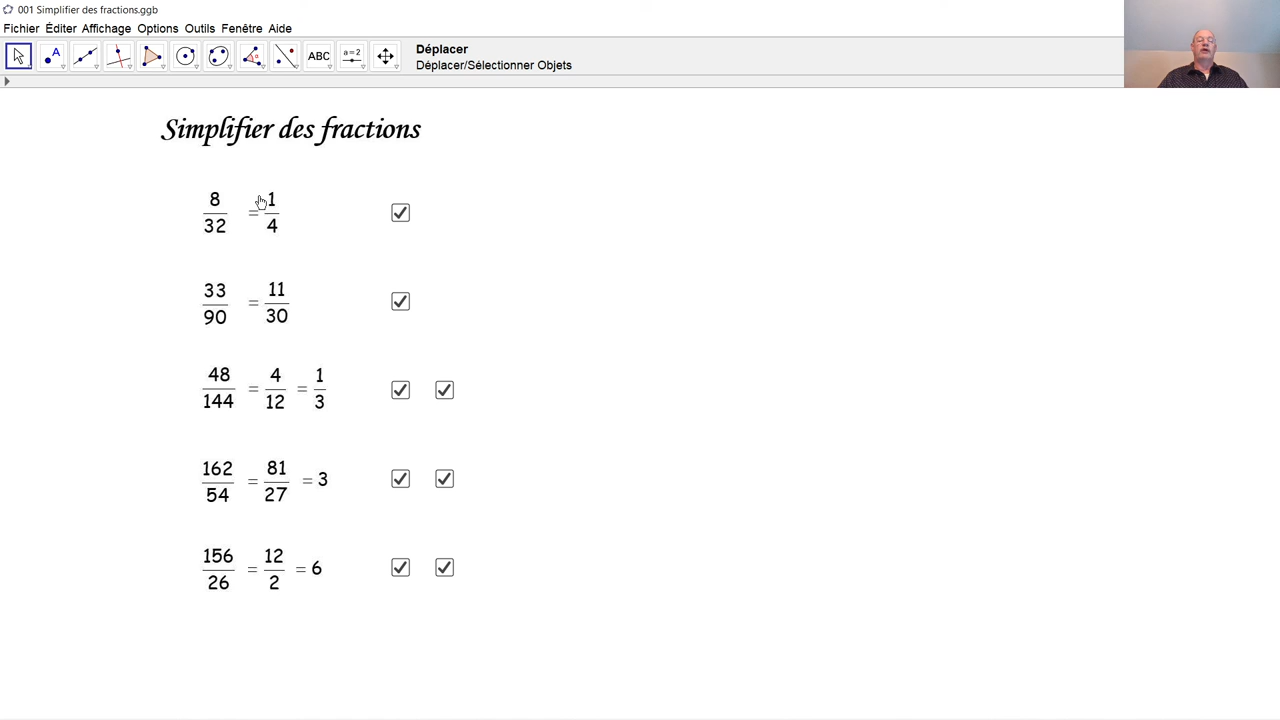 001 Simplifier des fractions.ggb
Fichier Éditer Affichage Options Outils Fenêtre Aide
A ABC a=2 Déplacer
Déplacer/Sélectionner Objets
Simplifier des fractions
8/32 = 1/4
33/90 = 11/30
48/144 = 4/12 = 1/3
162/54 = 81/27 = 3
156/26 = 12/2 = 6